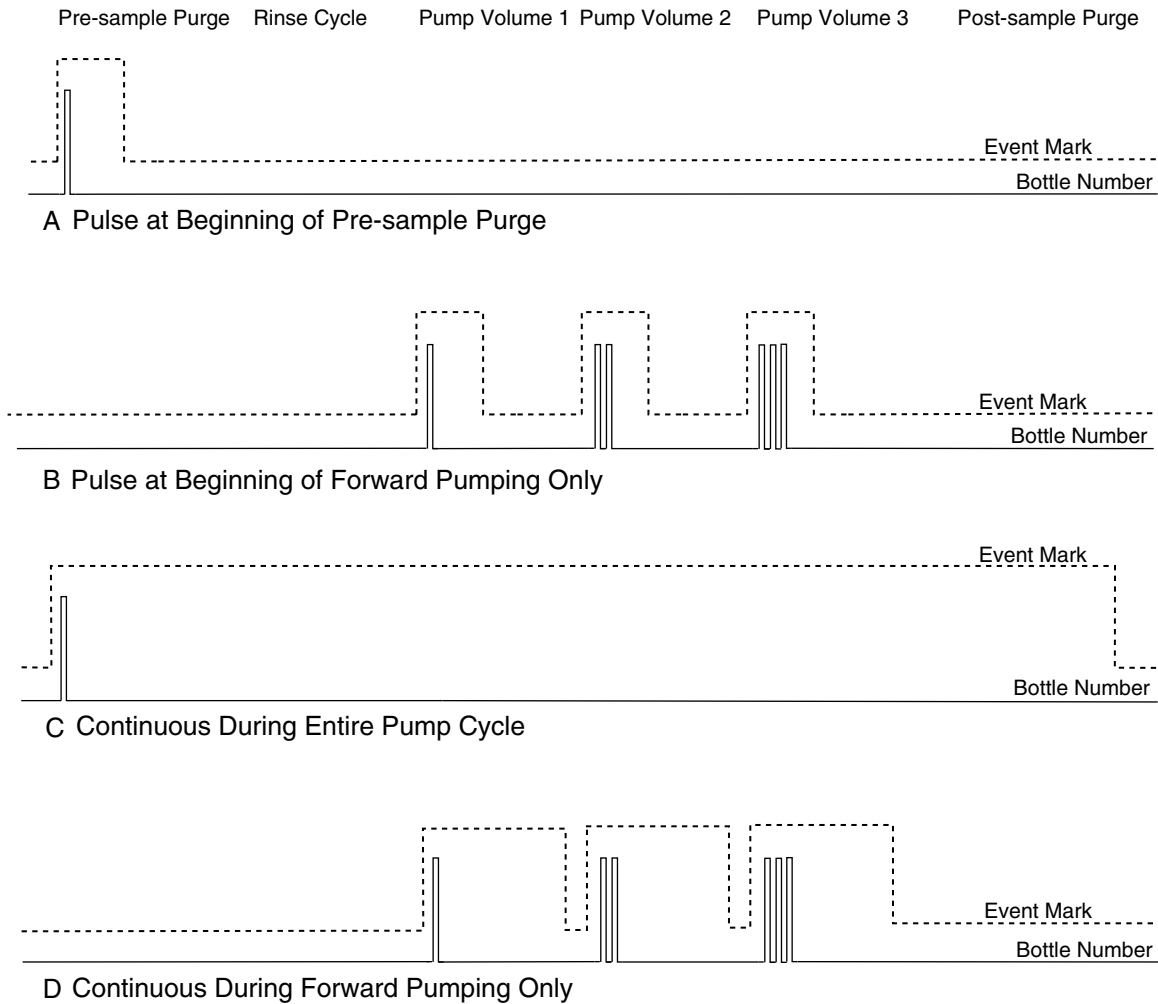 Pre-sample Purge Rinse Cycle Pump Volume 1 Pump Volume 2 Pump Volume 3 Post-sample Purge
Event Mark
Bottle Number
A Pulse at Beginning of Pre-sample Purge
Event Mark
Bottle Number
B Pulse at Beginning of Forward Pumping Only
Event Mark
Bottle Number
C Continuous During Entire Pump Cycle
Event Mark
Bottle Number
D Continuous During Forward Pumping Only